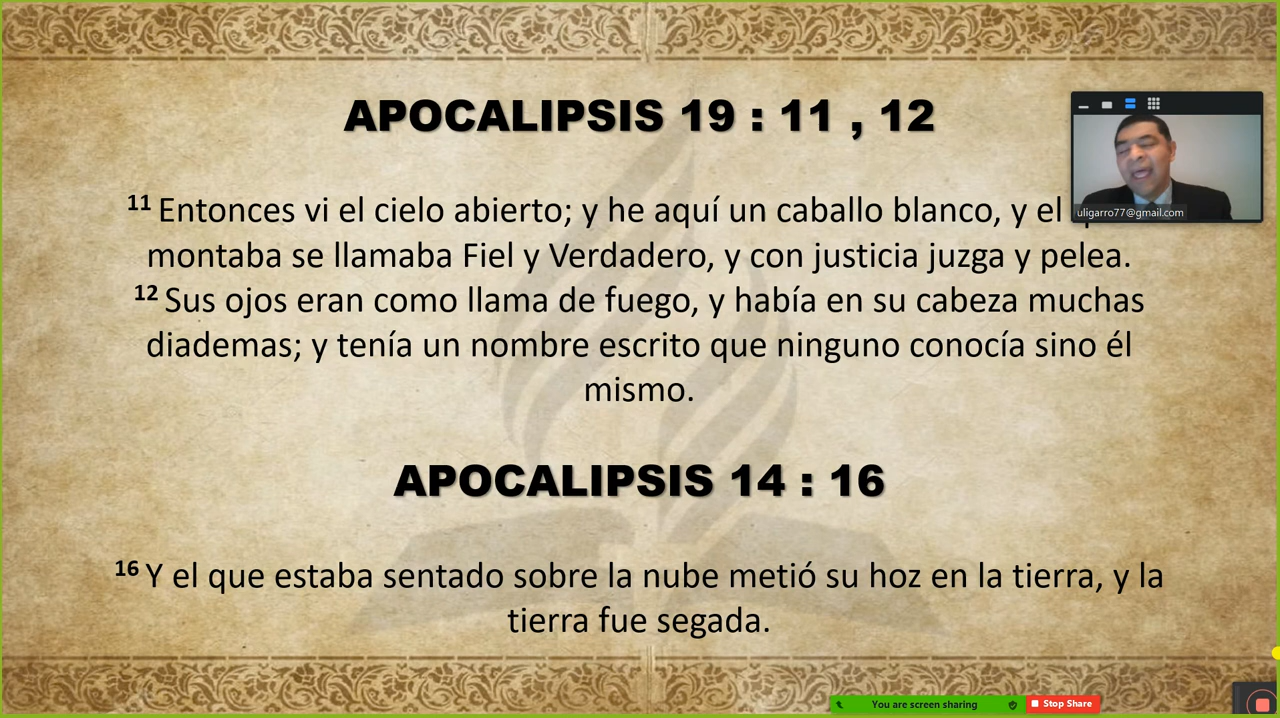 APOCALIPSIS 19 : 11 , 12
11 Entonces vi el cielo abierto; y he aquí un caballo blanco, y el
montaba se llamaba Fiel y Verdadero, y con justicia juzga y pelea.
12 Sus ojos eran como llama de fuego, y había en su cabeza muchas
diademas; y tenía un nombre escrito que ninguno conocía sino él
mismo.
APOCALIPSIS 14 : 16
16 Y el que estaba sentado sobre la nube metió su hoz en la tierra, y la
tierra fue segada.
uligarro77@gmail.com
You are screen sharing
Stop Share